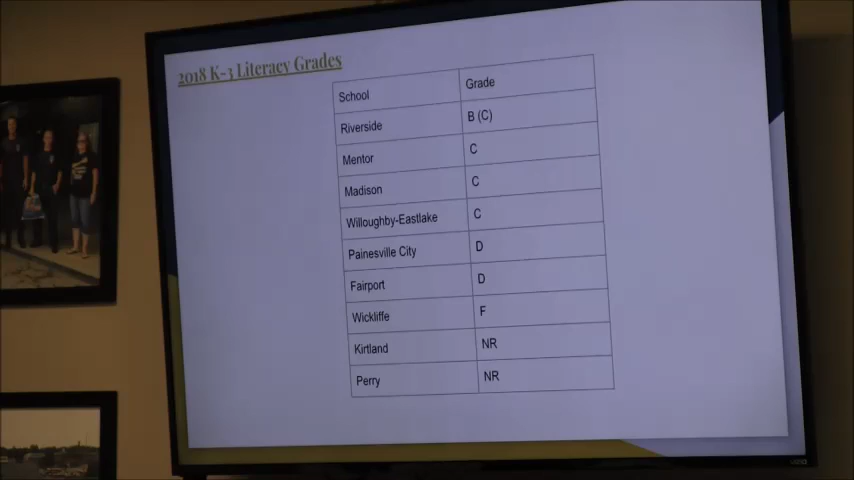 2018 K-3 Literacy Grades
School Grade
Riverside B (C)
Mentor C
Madison C
Willoughby-Eastlake C
Painesville City D
Fairport D
Wickliffe F
Kirtland NR
Perry NR
VIZIO